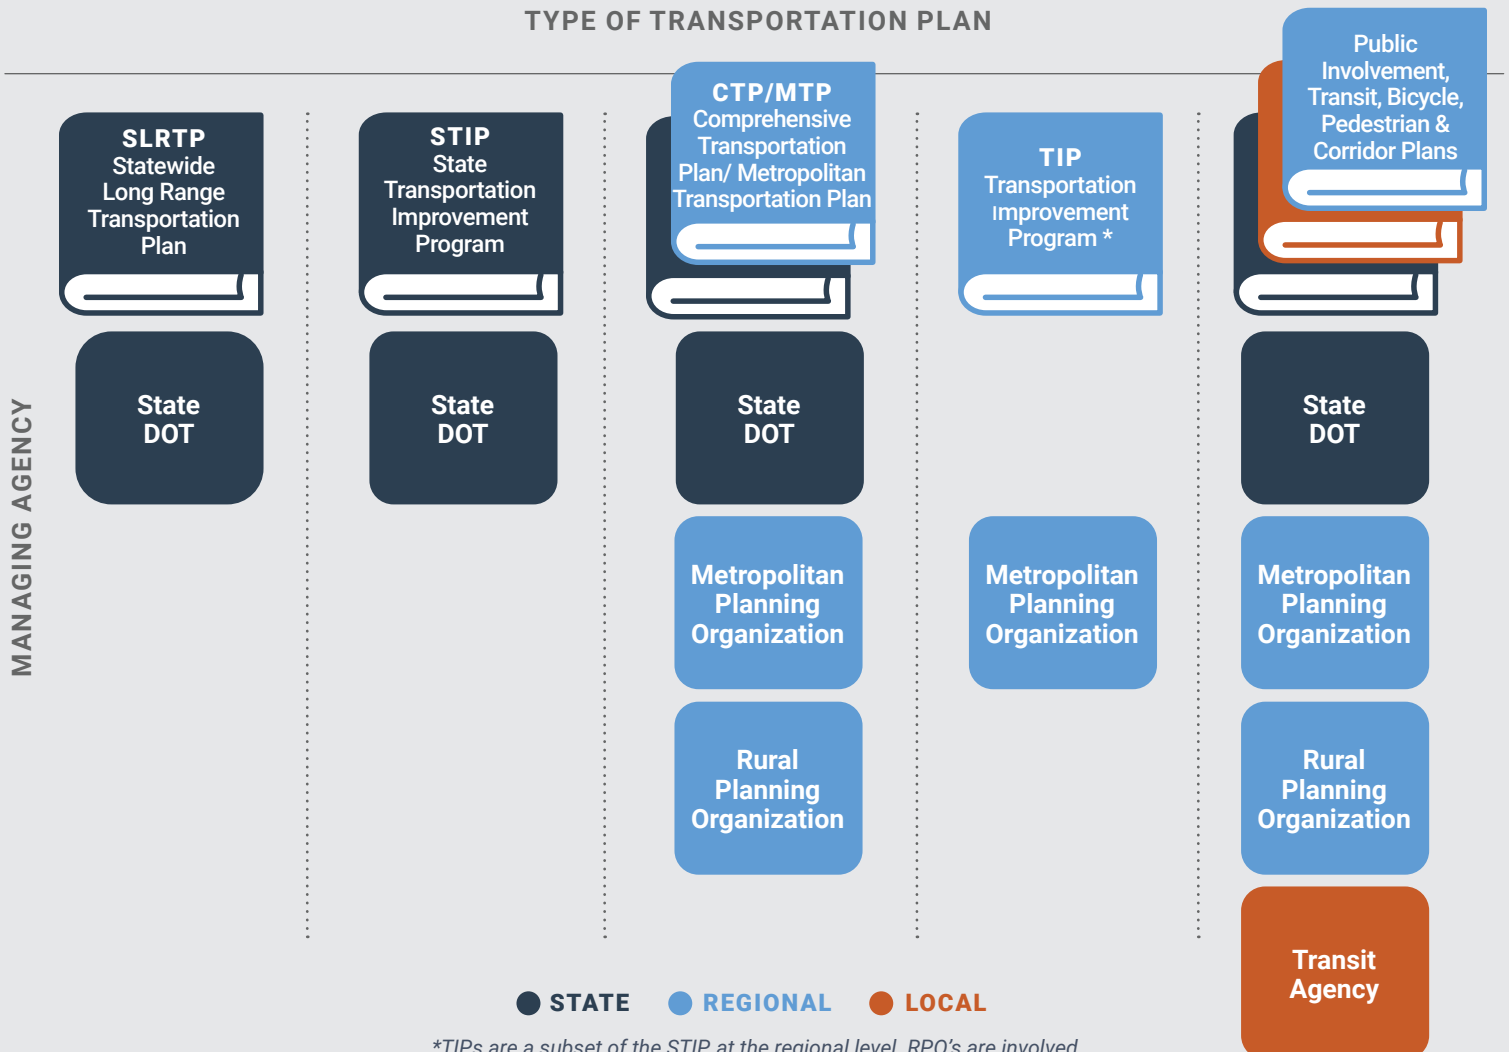 TYPE OF TRANSPORTATION PLAN
SLRTP
Statewide
Long Range
Transportation
Plan
STIP
State
Transportation
Improvement
Program
CTP/MTP
Comprehensive
Transportation
Plan/ Metropolitan
Transportation Plan
TIP
Transportation
Improvement
Program *
Public
Involvement,
Transit, Bicycle,
Pedestrian &
Corridor Plans
MANAGING AGENCY
State
DOT
State
DOT
State
DOT
State
DOT
Metropolitan
Planning
Organization
Metropolitan
Planning
Organization
Metropolitan
Planning
Organization
Rural
Planning
Organization
Rural
Planning
Organization
Transit
Agency
STATE
REGIONAL
LOCAL
*TIPs are a subset of the STIP at the regional level. RPO's are involved